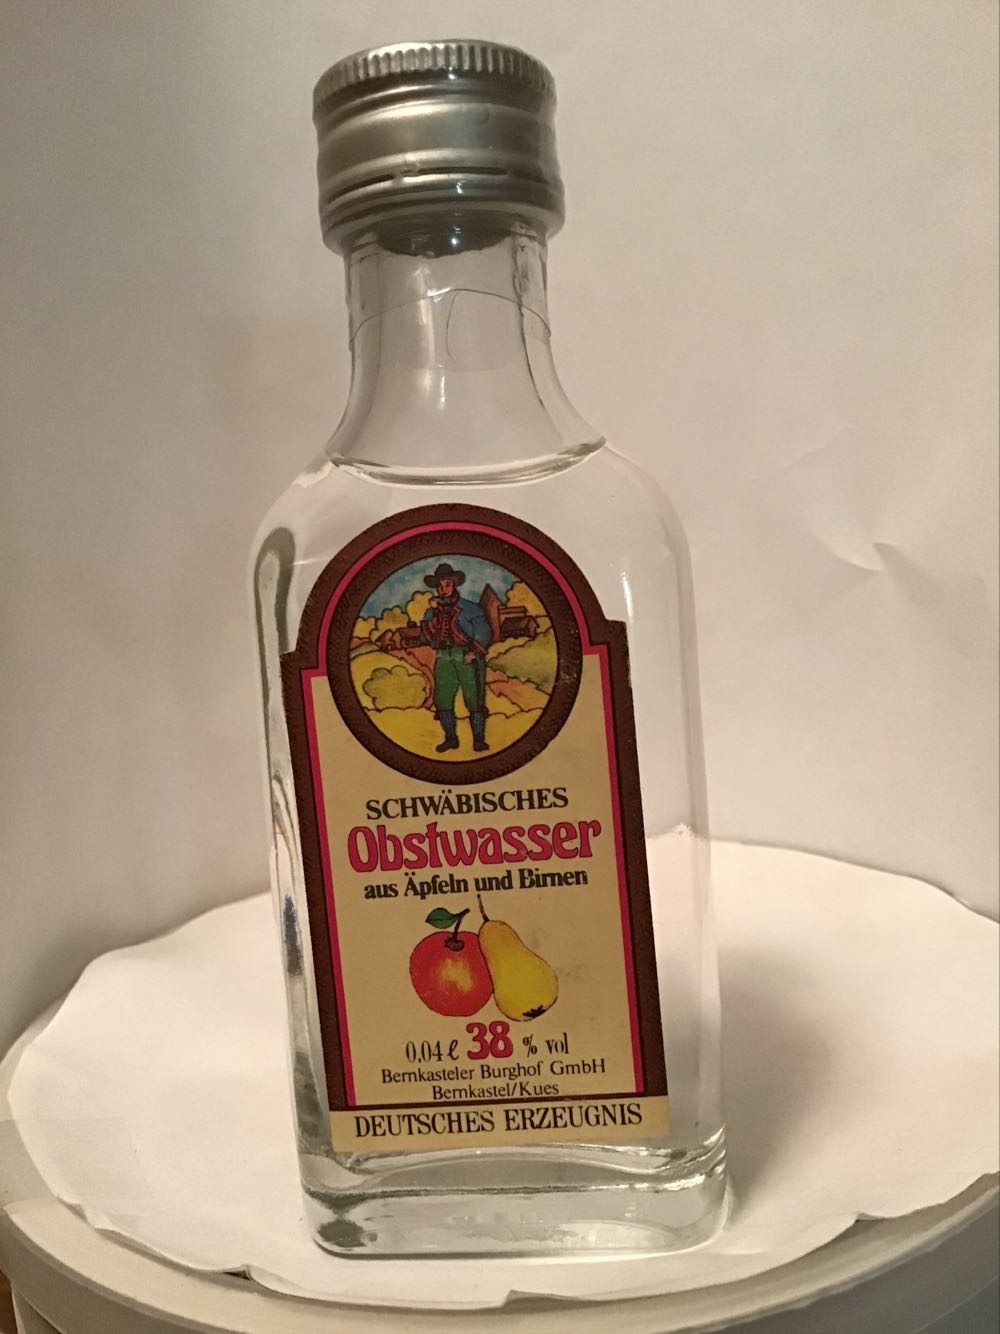 SCHWÄBISCHES
Obstwasser
aus Äpfeln und Birnen
0,04 ℓ 38 % vol
Bernkasteler Burghof GmbH
Bernkastel/Kues
DEUTSCHES ERZEUGNIS